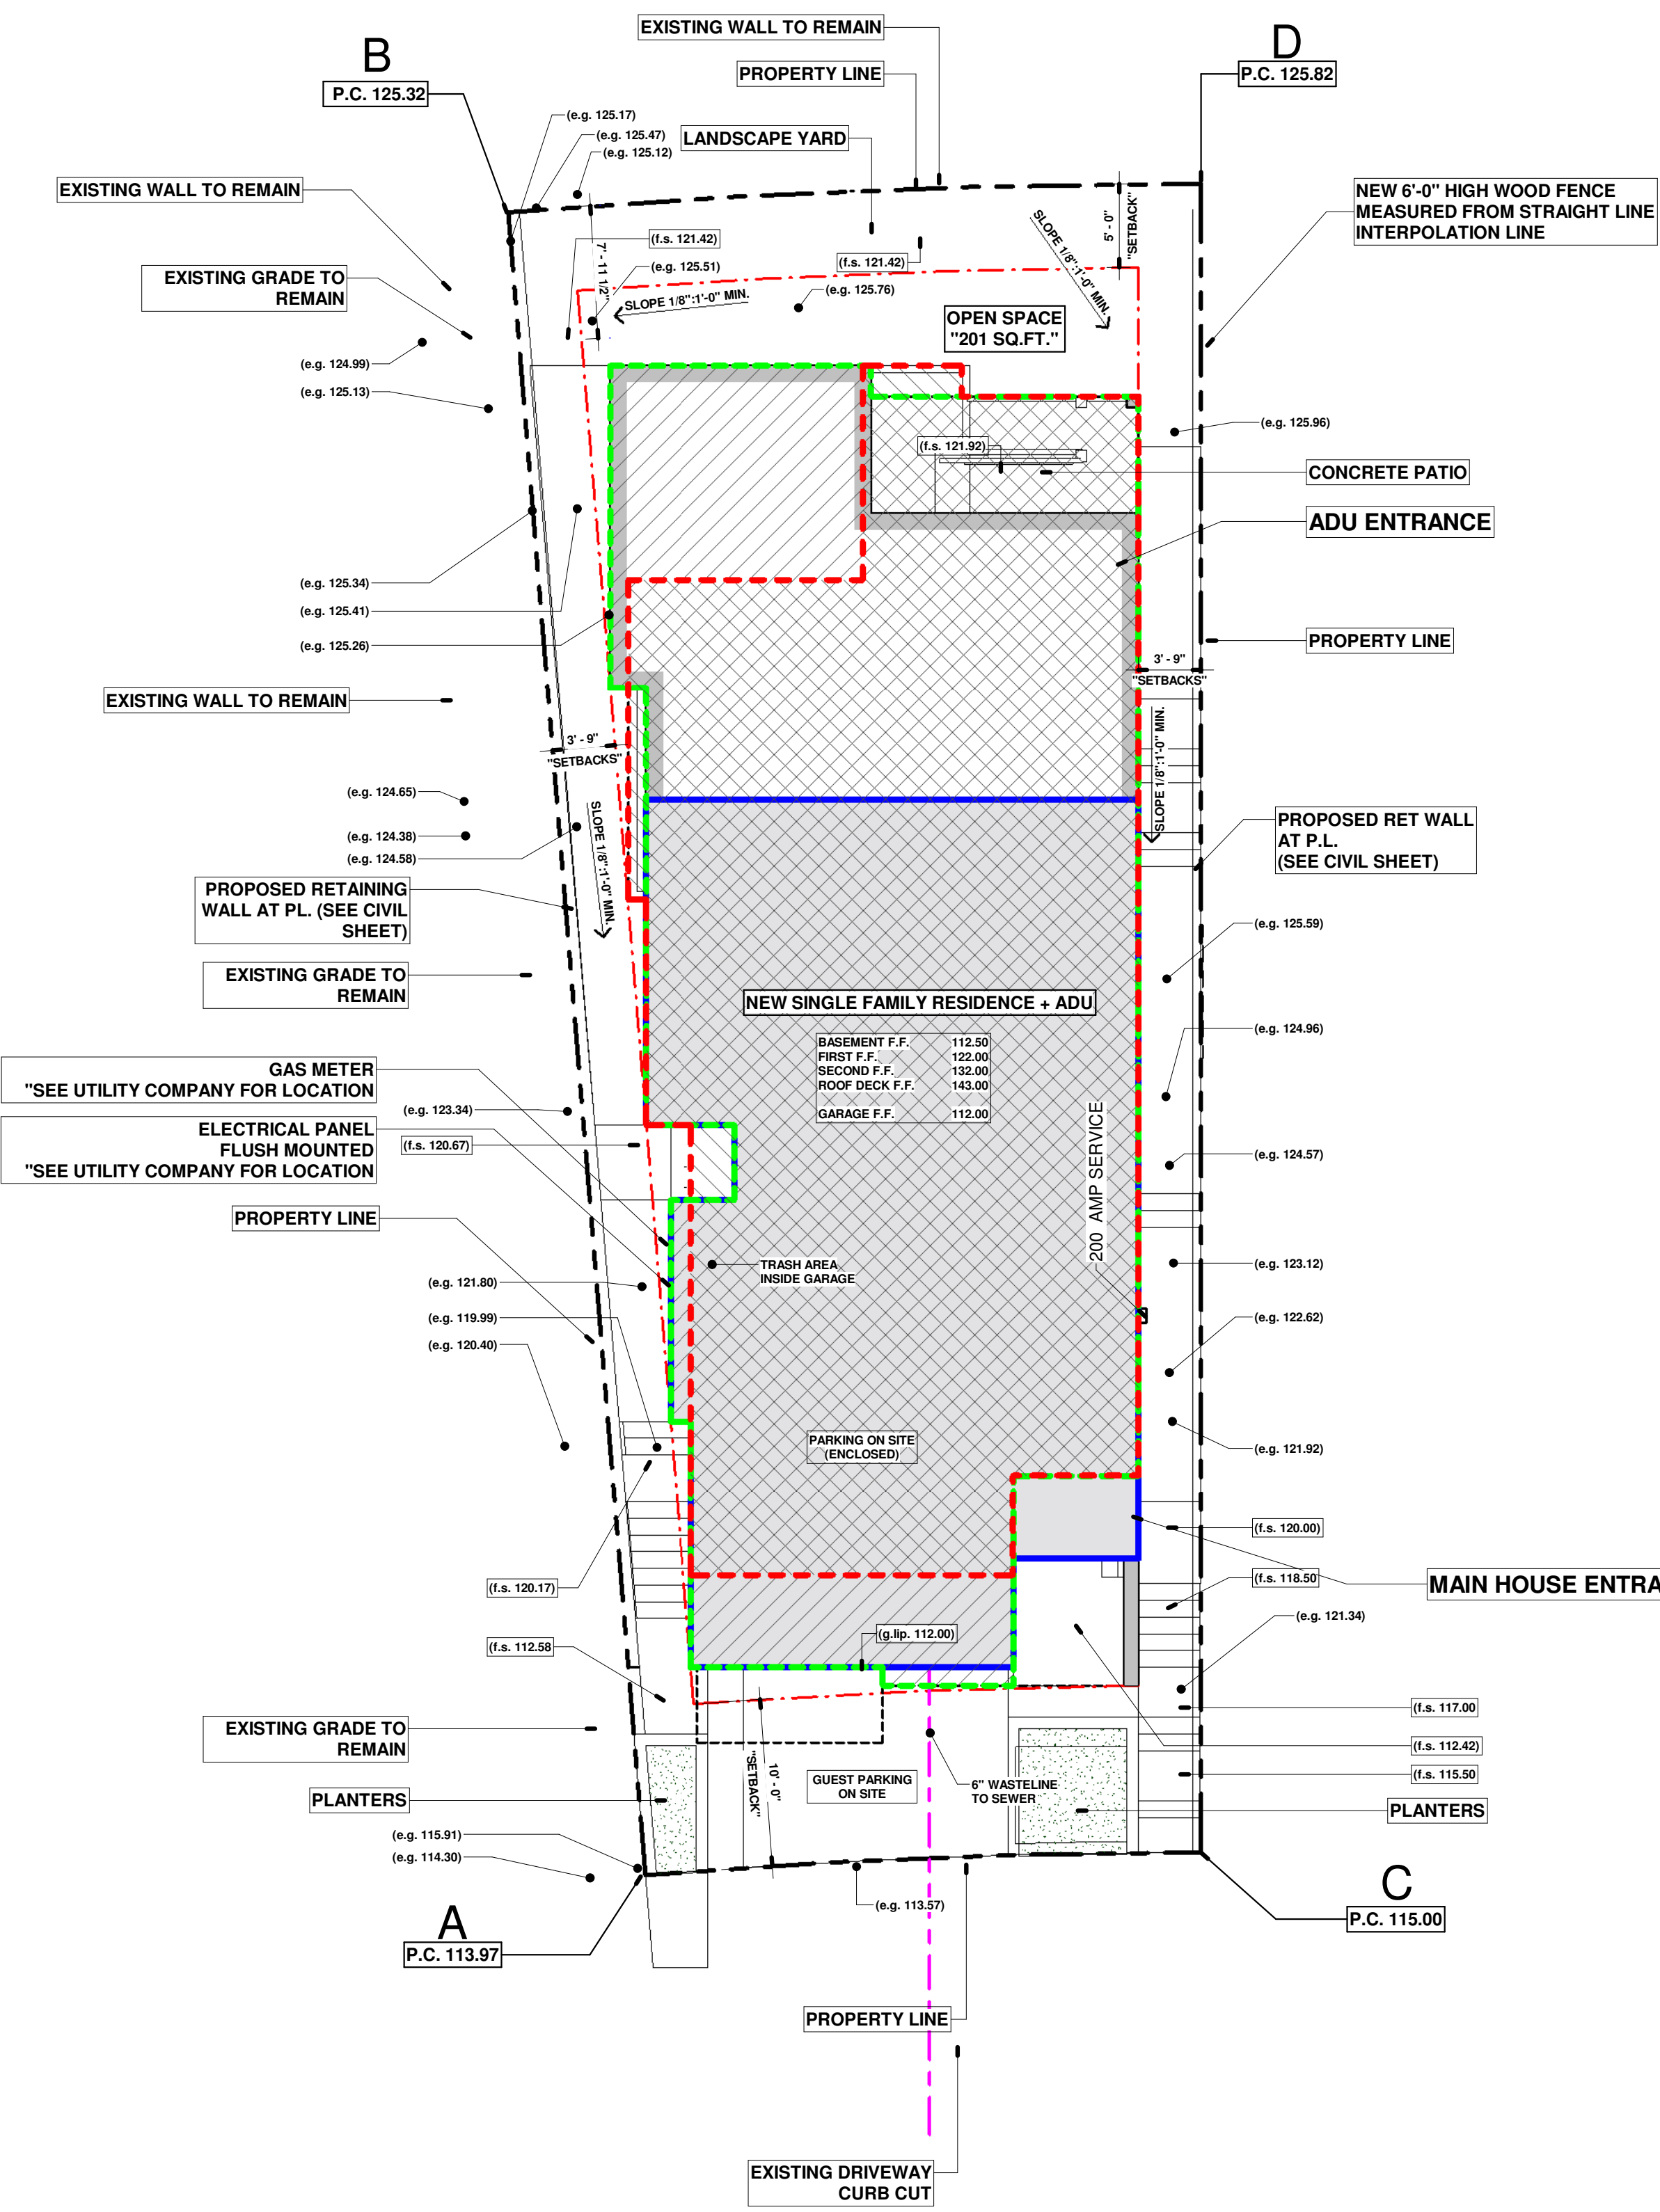 EXISTING WALL TO REMAIN
B
D
PROPERTY LINE
P.C. 125.82
P.C. 125.32
(e.g. 125.17)
(e.g. 125.47)
LANDSCAPE YARD
(e.g. 125.12)
EXISTING WALL TO REMAIN
NEW 6'-0" HIGH WOOD FENCE
MEASURED FROM STRAIGHT LINE
INTERPOLATION LINE
5' - 0"
"SETBACK"
SLOPE 1/8":1'-0" MIN.
7' - 11 1/2"
(f.s. 121.42)
(f.s. 121.42)
(e.g. 125.51)
EXISTING GRADE TO
REMAIN
(e.g. 125.76)
SLOPE 1/8":1'-0" MIN.
OPEN SPACE
"201 SQ.FT."
(e.g. 124.99)
(e.g. 125.13)
(e.g. 125.96)
(f.s. 121.92)
CONCRETE PATIO
ADU ENTRANCE
(e.g. 125.34)
(e.g. 125.41)
(e.g. 125.26)
PROPERTY LINE
3' - 9"
"SETBACKS"
EXISTING WALL TO REMAIN
3' - 9"
"SETBACKS"
SLOPE 1/8":1'-0" MIN.
(e.g. 124.65)
(e.g. 124.38)
(e.g. 124.58)
SLOPE 1/8":1'-0" MIN.
PROPOSED RET WALL
AT P.L.
(SEE CIVIL SHEET)
PROPOSED RETAINING
WALL AT PL. (SEE CIVIL
SHEET)
(e.g. 125.59)
EXISTING GRADE TO
REMAIN
NEW SINGLE FAMILY RESIDENCE + ADU
(e.g. 124.96)
BASEMENT F.F. 112.50
FIRST F.F. 122.00
SECOND F.F. 132.00
ROOF DECK F.F. 143.00
GARAGE F.F. 112.00
GAS METER
"SEE UTILITY COMPANY FOR LOCATION
(e.g. 123.34)
ELECTRICAL PANEL
FLUSH MOUNTED
"SEE UTILITY COMPANY FOR LOCATION
(f.s. 120.67)
200 AMP SERVICE
(e.g. 124.57)
PROPERTY LINE
TRASH AREA
INSIDE GARAGE
(e.g. 123.12)
(e.g. 121.80)
(e.g. 119.99)
(e.g. 122.62)
(e.g. 120.40)
PARKING ON SITE
(ENCLOSED)
(e.g. 121.92)
(f.s. 120.00)
(f.s. 118.50
MAIN HOUSE ENTRA
(f.s. 120.17)
(e.g. 121.34)
(g.lip. 112.00)
(f.s. 112.58
(f.s. 117.00
EXISTING GRADE TO
REMAIN
(f.s. 112.42)
(f.s. 115.50
"SETBACK"
10' - 0"
GUEST PARKING
ON SITE
6" WASTELINE
TO SEWER
PLANTERS
PLANTERS
(e.g. 115.91)
(e.g. 114.30)
(e.g. 113.57)
C
P.C. 115.00
A
P.C. 113.97
PROPERTY LINE
EXISTING DRIVEWAY
CURB CUT